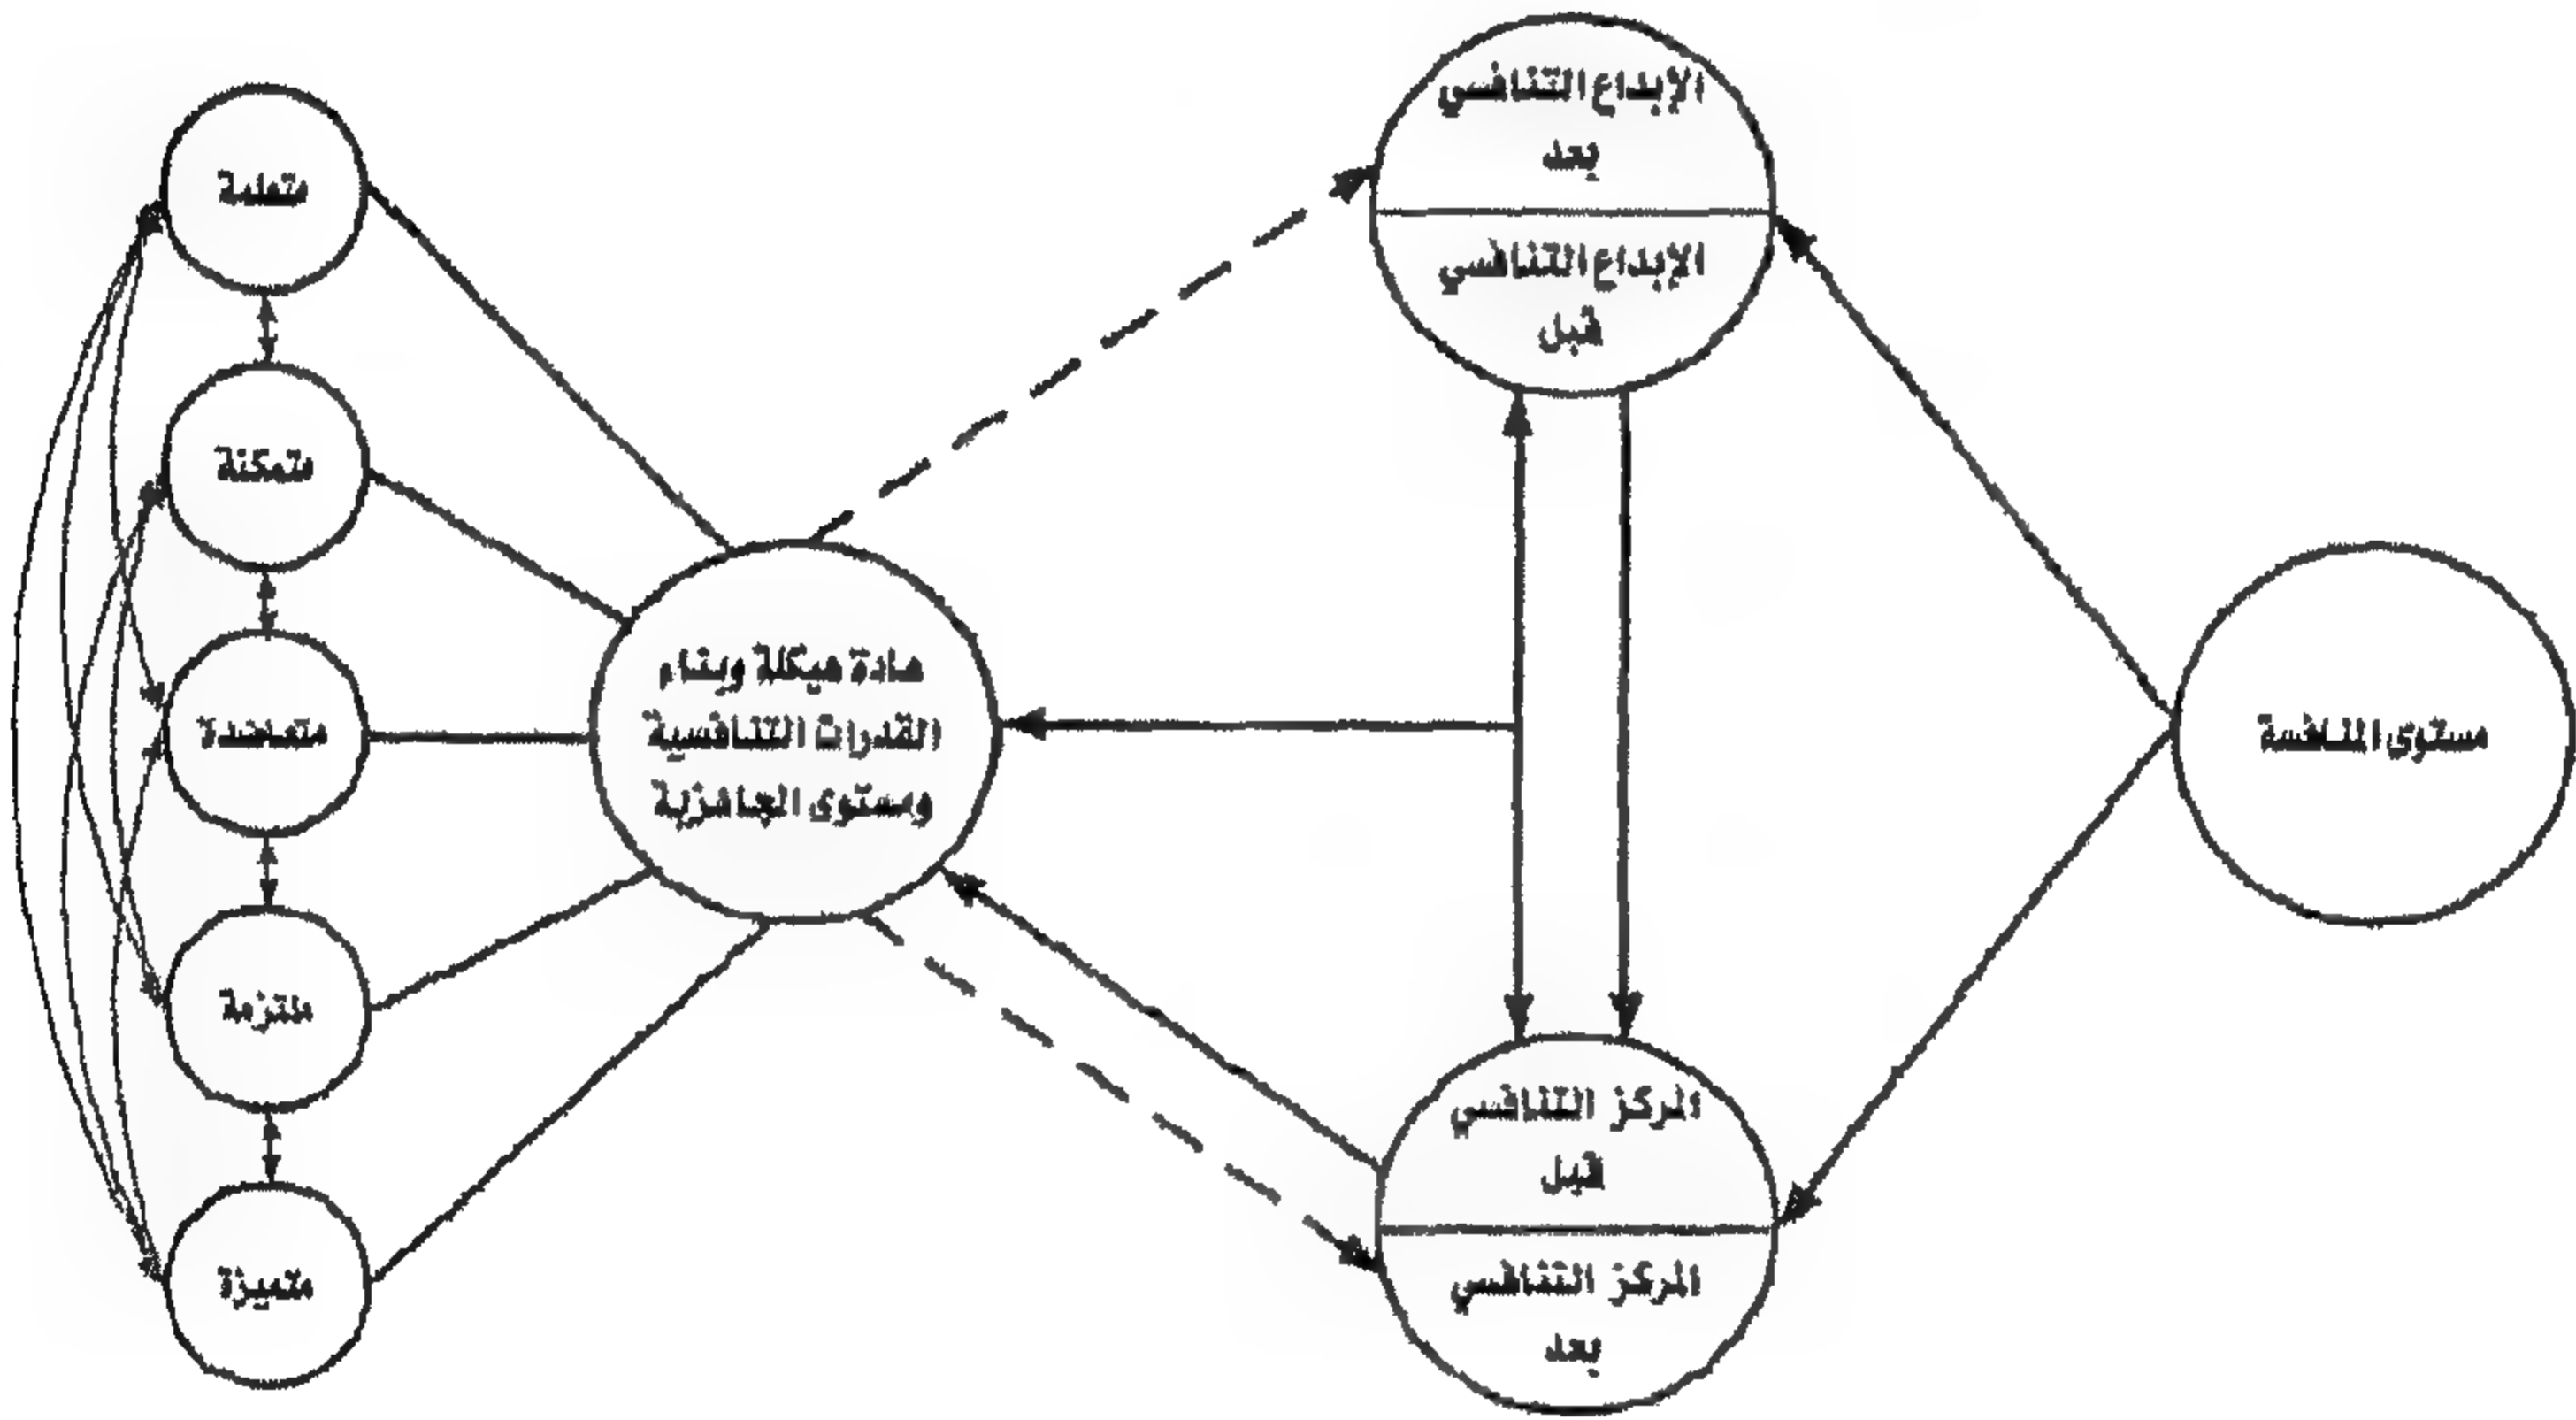 مستوى المنافسة
الإبداع التنافسي
بعد
الإبداع التنافسي
قبل
المركز التنافسي
قبل
المركز التنافسي
بعد
هادة هيكلة وبناء
القدرات التنافسية
ومستوى الجاهزية
متعلمة
متمكنة
متعاضدة
ملتزمة
متميزة